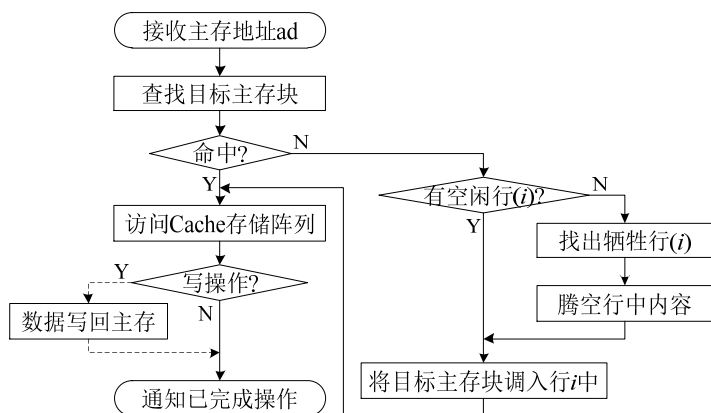 接收主存地址ad
查找目标主存块
命中?
N
Y
有空闲行(i)?
N
Y
访问Cache存储阵列
找出牺牲行(i)
Y
写操作?
N
数据写回主存
腾空行中内容
将目标主存块调入行i中
通知已完成操作